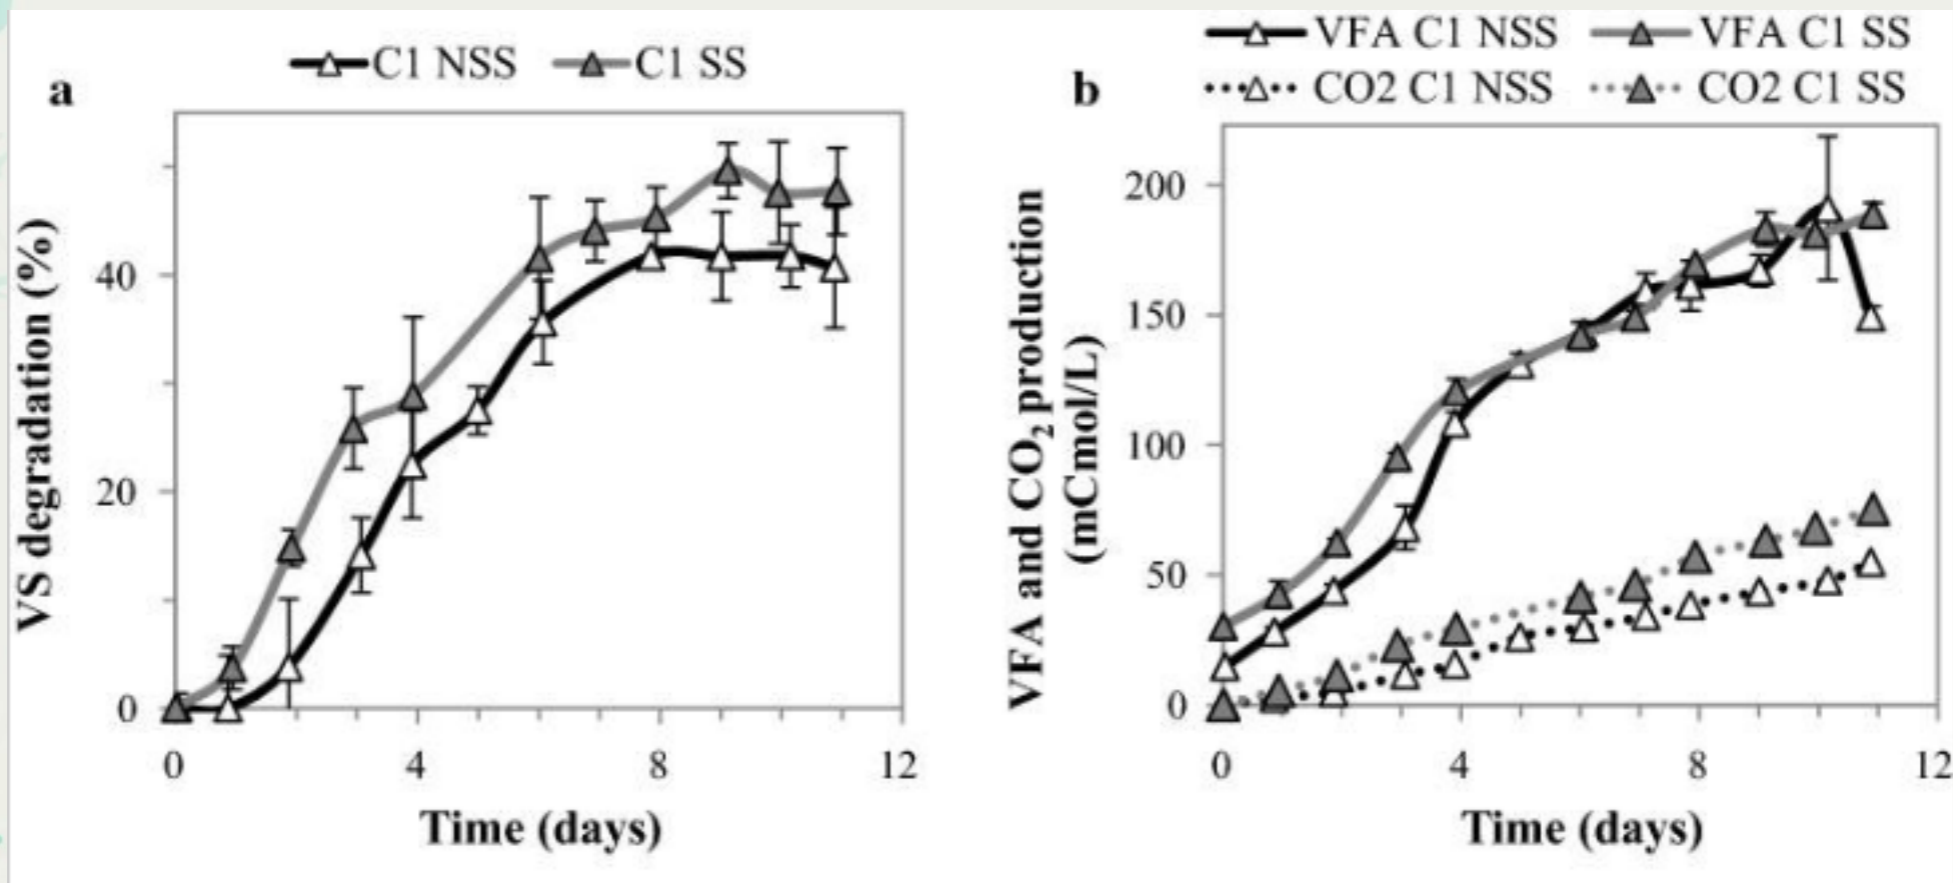 a
C1 NSS C1 SS
VS degradation (%)
40
20
0
0 4 8 12
Time (days)
b
VFA C1 NSS VFA C1 SS
CO2 C1 NSS CO2 C1 SS
VFA and CO₂ production
(mCmol/L)
200
150
100
50
0
0 4 8 12
Time (days)